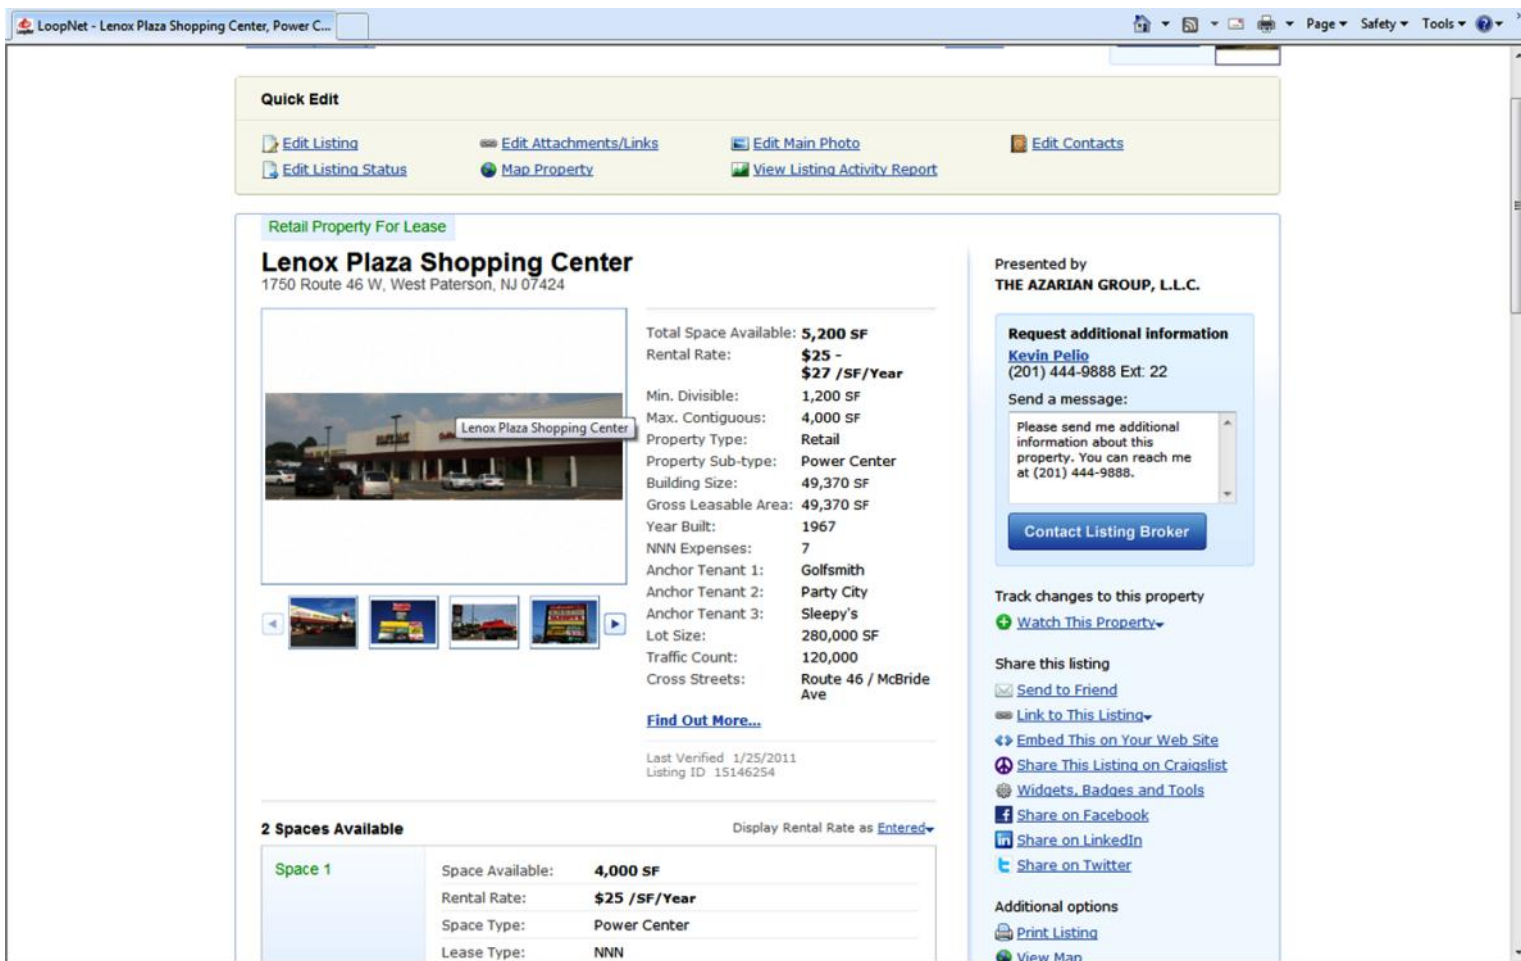 LoopNet - Lenox Plaza Shopping Center, Power C...
Page
Safety
Tools
Quick Edit
Edit Listing
Edit Attachments/Links
Edit Main Photo
Edit Contacts
Edit Listing Status
Map Property
View Listing Activity Report
Retail Property For Lease
Lenox Plaza Shopping Center
1750 Route 46 W, West Paterson, NJ 07424
Lenox Plaza Shopping Center
Total Space Available: 5,200 SF
Rental Rate: $25 -
$27 /SF/Year
Min. Divisible: 1,200 SF
Max. Contiguous: 4,000 SF
Property Type: Retail
Property Sub-type: Power Center
Building Size: 49,370 SF
Gross Leasable Area: 49,370 SF
Year Built: 1967
NNN Expenses: 7
Anchor Tenant 1: Golfsmith
Anchor Tenant 2: Party City
Anchor Tenant 3: Sleepy's
Lot Size: 280,000 SF
Traffic Count: 120,000
Cross Streets: Route 46 / McBride
Ave
Find Out More...
Last Verified 1/25/2011
Listing ID 15146254
2 Spaces Available
Display Rental Rate as Entered
Space 1
Space Available: 4,000 SF
Rental Rate: $25 /SF/Year
Space Type: Power Center
Lease Type: NNN
Presented by
THE AZARIAN GROUP, L.L.C.
Request additional information
Kevin Pelio
(201) 444-9888 Ext: 22
Send a message:
Please send me additional
information about this
property. You can reach me
at (201) 444-9888.
Contact Listing Broker
Track changes to this property
Watch This Property
Share this listing
Send to Friend
Link to This Listing
Embed This on Your Web Site
Share This Listing on Craigslist
Widgets, Badges and Tools
Share on Facebook
Share on LinkedIn
Share on Twitter
Additional options
Print Listing
View Map